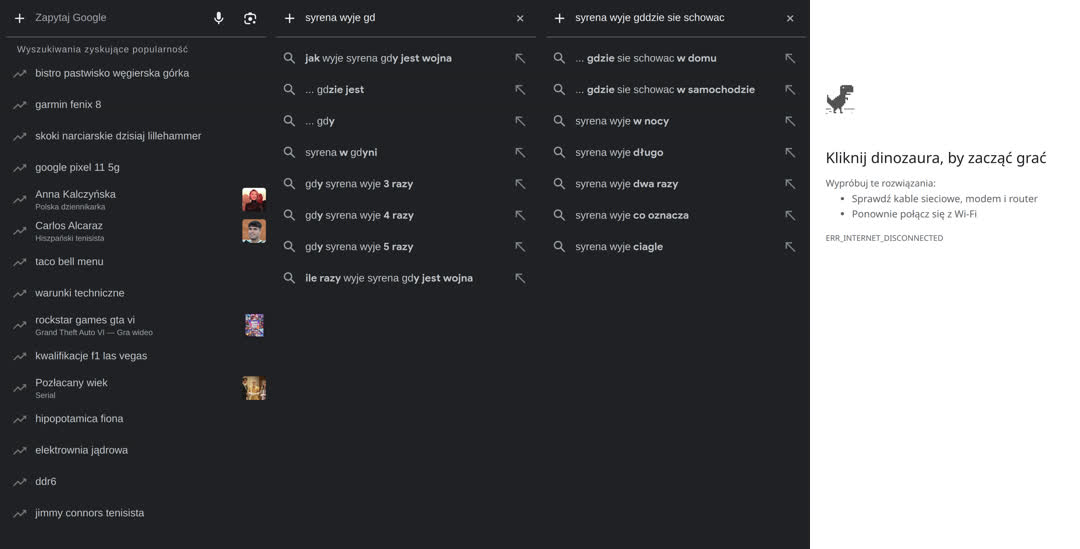 Zapytaj Google
Wyszukiwania zyskujące popularność
bistro pastwisko węgierska górka
garmin fenix 8
skoki narciarskie dzisiaj lillehammer
google pixel 11 5g
Anna Kalczyńska
Polska dziennikarka
Carlos Alcaraz
Hiszpański tenisista
taco bell menu
warunki techniczne
rockstar games gta vi
Grand Theft Auto VI — Gra wideo
kwalifikacje f1 las vegas
Pozłacany wiek
Serial
hipopotamica fiona
elektrownia jądrowa
ddr6
jimmy connors tenisista
syrena wyje gd
jak wyje syrena gdy jest wojna
... gdzie jest
... gdy
syrena w gdyni
gdy syrena wyje 3 razy
gdy syrena wyje 4 razy
gdy syrena wyje 5 razy
ile razy wyje syrena gdy jest wojna
syrena wyje gddzie sie schowac
... gdzie sie schowac w domu
... gdzie sie schowac w samochodzie
syrena wyje w nocy
syrena wyje długo
syrena wyje dwa razy
syrena wyje co oznacza
syrena wyje ciagle
Kliknij dinozaura, by zacząć grać
Wypróbuj te rozwiązania:
• Sprawdź kable sieciowe, modem i router
• Ponownie połącz się z Wi-Fi
ERR_INTERNET_DISCONNECTED